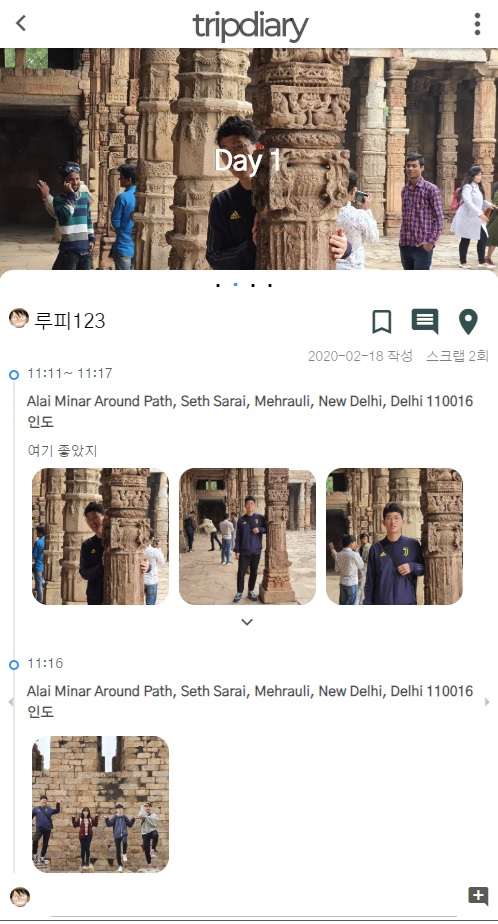 tripdiary
Day 1
루피123
2020-02-18 작성 스크랩 2회
11:11~ 11:17
Alai Minar Around Path, Seth Sarai, Mehrauli, New Delhi, Delhi 110016
인도
여기 좋았지
11:16
Alai Minar Around Path, Seth Sarai, Mehrauli, New Delhi, Delhi 110016
인도